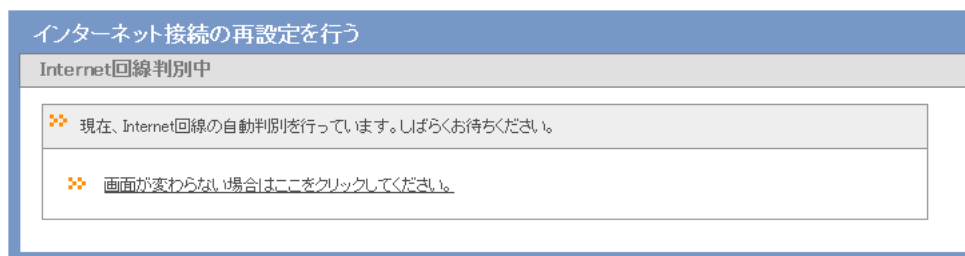 インターネット接続の再設定を行う
Internet回線判別中
現在、Internet回線の自動判別を行っています。しばらくお待ちください。
画面が変わらない場合はここをクリックしてください。